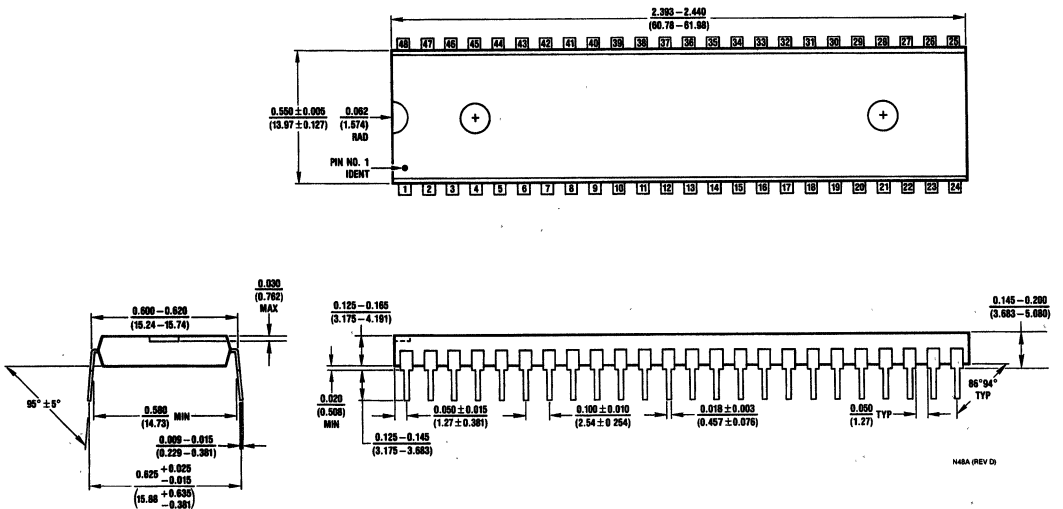 2.393–2.440
(60.78–61.98)
48 47 46 45 44 43 42 41 40 39 38 37 36 35 34 33 32 31 30 29 28 27 26 25
0.550 ± 0.005
(13.97 ± 0.127)
0.062
(1.574)
RAD
PIN NO. 1
IDENT
1 2 3 4 5 6 7 8 9 10 11 12 13 14 15 16 17 18 19 20 21 22 23 24
0.030
(0.762)
MAX
0.600–0.620
(15.24–15.74)
95° ±5°
0.580 MIN
(14.73)
0.009–0.015
(0.229–0.381)
0.625 +0.025
–0.015
(15.88 +0.635
–0.381)
0.125–0.165
(3.175–4.191)
0.145–0.200
(3.683–5.080)
0.020
(0.508)
MIN
0.050 ± 0.015
(1.27 ± 0.381)
0.100 ± 0.010
(2.54 ± 254)
0.018 ± 0.003
(0.457 ± 0.076)
0.050 TYP
(1.27)
86°94°
TYP
0.125–0.145
(3.175–3.683)
N48A (REV D)